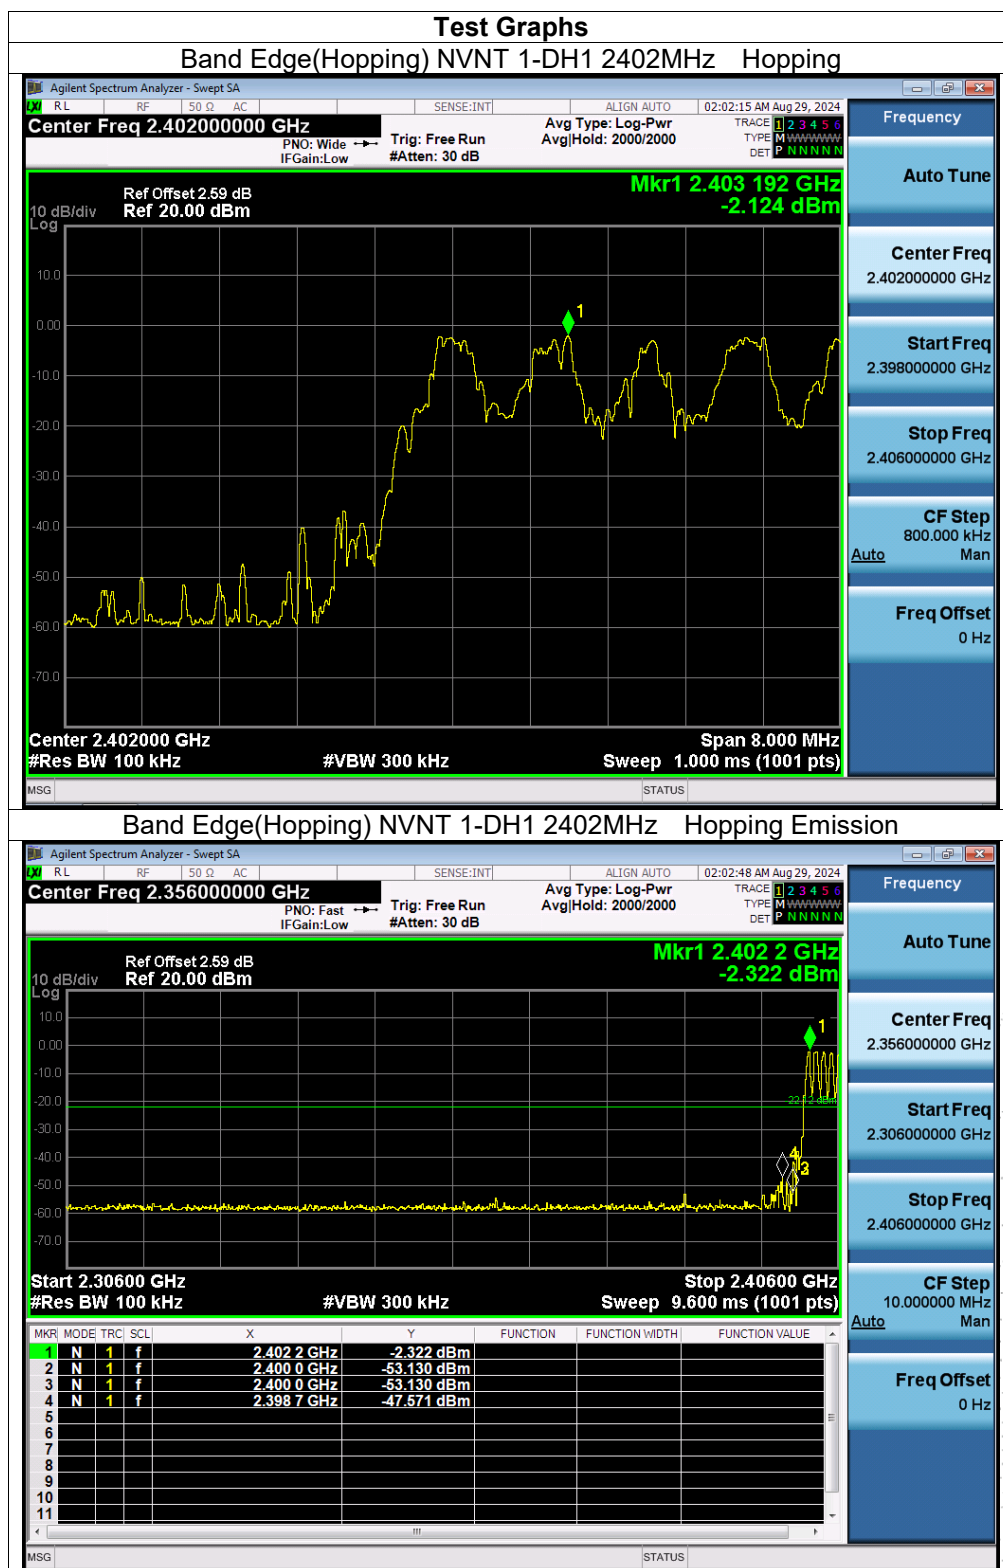 Test Graphs
Band Edge(Hopping) NVNT 1-DH1 2402MHz Hopping
Agilent Spectrum Analyzer - Swept SA
LXI RL RF 50 Ω AC SENSE:INT ALIGN AUTO 02:02:15 AM Aug 29, 2024
Center Freq 2.402000000 GHz
PNO: Wide
IFGain:Low
Trig: Free Run
#Atten: 30 dB
Avg Type: Log-Pwr
Avg|Hold: 2000/2000
TRACE 1 2 3 4 5 6
TYPE M WWWWW
DET P N N N N N
Frequency
Auto Tune
Center Freq
2.402000000 GHz
Start Freq
2.398000000 GHz
Stop Freq
2.406000000 GHz
CF Step
800.000 kHz
Auto Man
Freq Offset
0 Hz
Mkr1 2.403 192 GHz
-2.124 dBm
Ref Offset 2.59 dB
10 dB/div Ref 20.00 dBm
Log
10.0
0.00
-10.0
-20.0
-30.0
-40.0
-50.0
-60.0
-70.0
1
Center 2.402000 GHz Span 8.000 MHz
#Res BW 100 kHz #VBW 300 kHz Sweep 1.000 ms (1001 pts)
MSG STATUS
Band Edge(Hopping) NVNT 1-DH1 2402MHz Hopping Emission
Agilent Spectrum Analyzer - Swept SA
LXI RL RF 50 Ω AC SENSE:INT ALIGN AUTO 02:02:48 AM Aug 29, 2024
Center Freq 2.356000000 GHz
PNO: Fast
IFGain:Low
Trig: Free Run
#Atten: 30 dB
Avg Type: Log-Pwr
Avg|Hold: 2000/2000
TRACE 1 2 3 4 5 6
TYPE M WWWWW
DET P N N N N N
Frequency
Auto Tune
Center Freq
2.356000000 GHz
Start Freq
2.306000000 GHz
Stop Freq
2.406000000 GHz
CF Step
10.000000 MHz
Auto Man
Freq Offset
0 Hz
Mkr1 2.402 2 GHz
-2.322 dBm
Ref Offset 2.59 dB
10 dB/div Ref 20.00 dBm
Log
10.0
0.00
-10.0
-20.0
-30.0
-40.0
-50.0
-60.0
-70.0
1
-22.12 dBm
4
3
Start 2.30600 GHz Stop 2.40600 GHz
#Res BW 100 kHz #VBW 300 kHz Sweep 9.600 ms (1001 pts)
MKR MODE TRC SCL X Y FUNCTION FUNCTION WIDTH FUNCTION VALUE
1 N 1 f 2.402 2 GHz -2.322 dBm
2 N 1 f 2.400 0 GHz -53.130 dBm
3 N 1 f 2.400 0 GHz -53.130 dBm
4 N 1 f 2.398 7 GHz -47.571 dBm
5
6
7
8
9
10
11
MSG STATUS